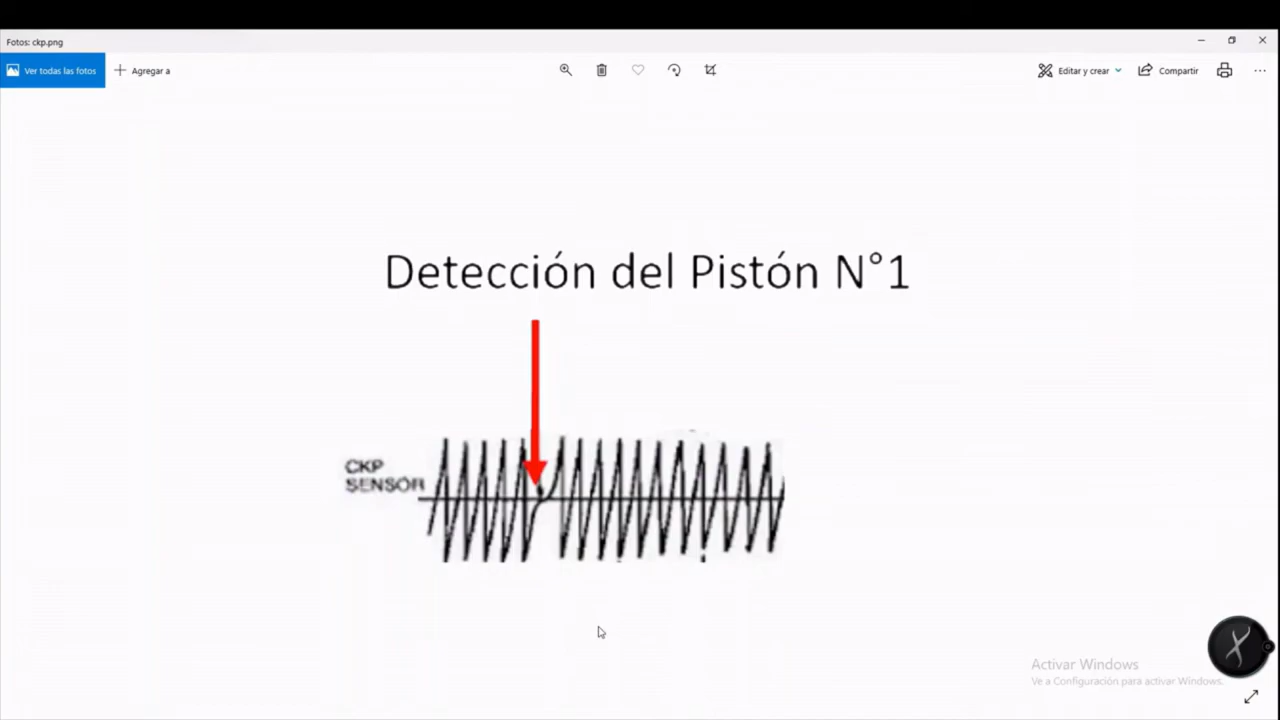 Fotos: ckp.png
Ver todas las fotos
Agregar a
Editar y crear
Compartir
Detección del Pistón N°1
CKP
SENSOR
Activar Windows
Ve a Configuración para activar Windows.